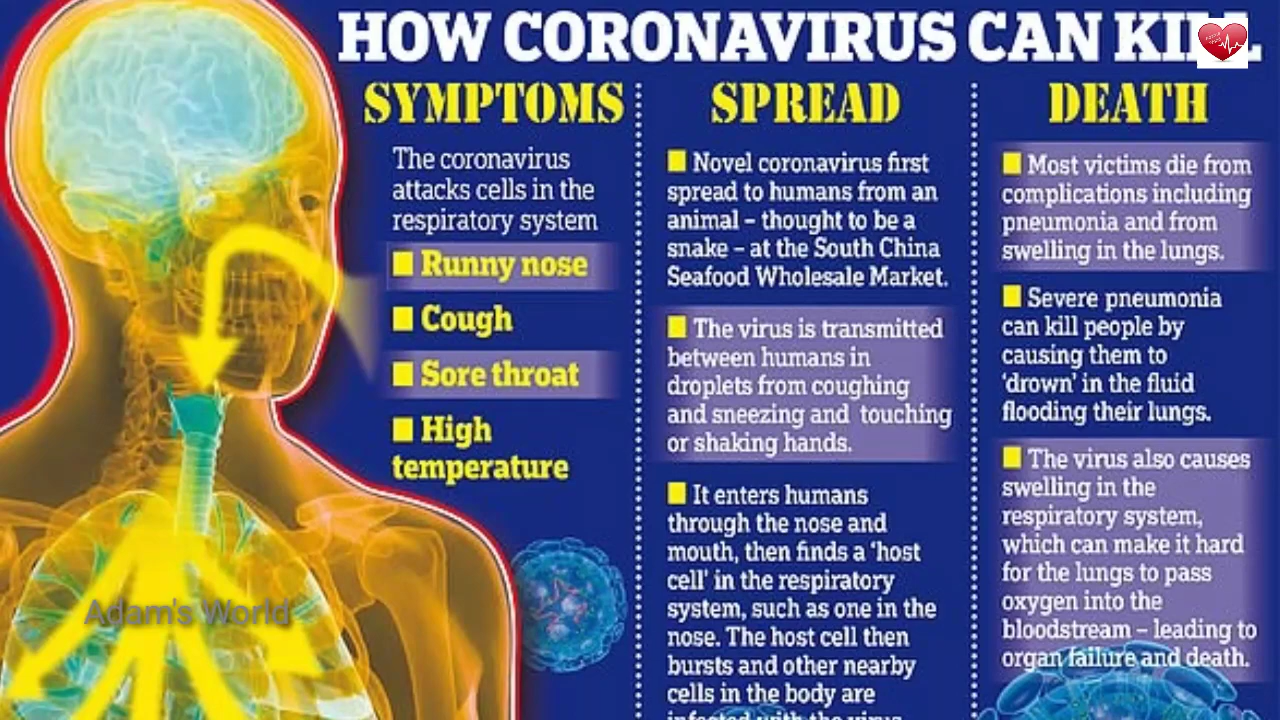 HOW CORONAVIRUS CAN KILL
SYMPTOMS
The coronavirus
attacks cells in the
respiratory system
Runny nose
Cough
Sore throat
High
temperature
SPREAD
Novel coronavirus first
spread to humans from an
animal – thought to be a
snake – at the South China
Seafood Wholesale Market.
The virus is transmitted
between humans in
droplets from coughing
and sneezing and touching
or shaking hands.
It enters humans
through the nose and
mouth, then finds a ‘host
cell’ in the respiratory
system, such as one in the
nose. The host cell then
bursts and other nearby
cells in the body are
infected with the virus
DEATH
Most victims die from
complications including
pneumonia and from
swelling in the lungs.
Severe pneumonia
can kill people by
causing them to
‘drown’ in the fluid
flooding their lungs.
The virus also causes
swelling in the
respiratory system,
which can make it hard
for the lungs to pass
oxygen into the
bloodstream – leading to
organ failure and death.
Adam's World